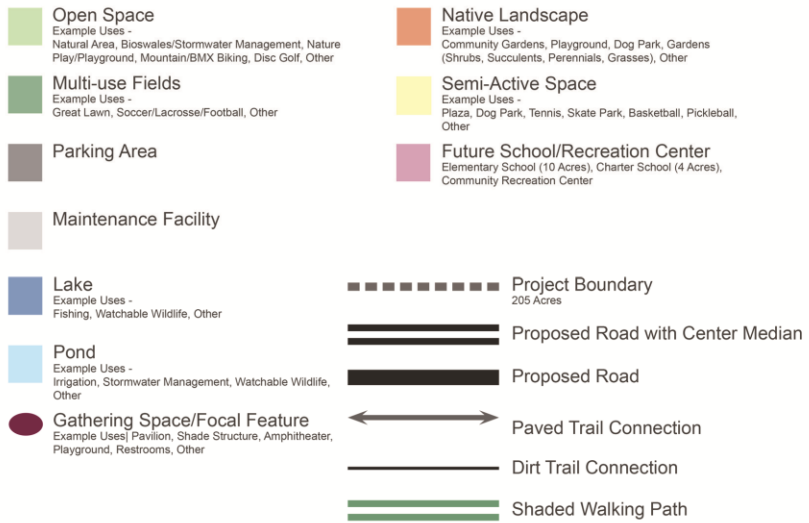 Open Space
Example Uses -
Natural Area, Bioswales/Stormwater Management, Nature
Play/Playground, Mountain/BMX Biking, Disc Golf, Other
Multi-use Fields
Example Uses -
Great Lawn, Soccer/Lacrosse/Football, Other
Parking Area
Maintenance Facility
Lake
Example Uses -
Fishing, Watchable Wildlife, Other
Pond
Example Uses -
Irrigation, Stormwater Management, Watchable Wildlife,
Other
Gathering Space/Focal Feature
Example Uses| Pavilion, Shade Structure, Amphitheater,
Playground, Restrooms, Other
Native Landscape
Example Uses -
Community Gardens, Playground, Dog Park, Gardens
(Shrubs, Succulents, Perennials, Grasses), Other
Semi-Active Space
Example Uses -
Plaza, Dog Park, Tennis, Skate Park, Basketball, Pickleball,
Other
Future School/Recreation Center
Elementary School (10 Acres), Charter School (4 Acres),
Community Recreation Center
Project Boundary
205 Acres
Proposed Road with Center Median
Proposed Road
Paved Trail Connection
Dirt Trail Connection
Shaded Walking Path